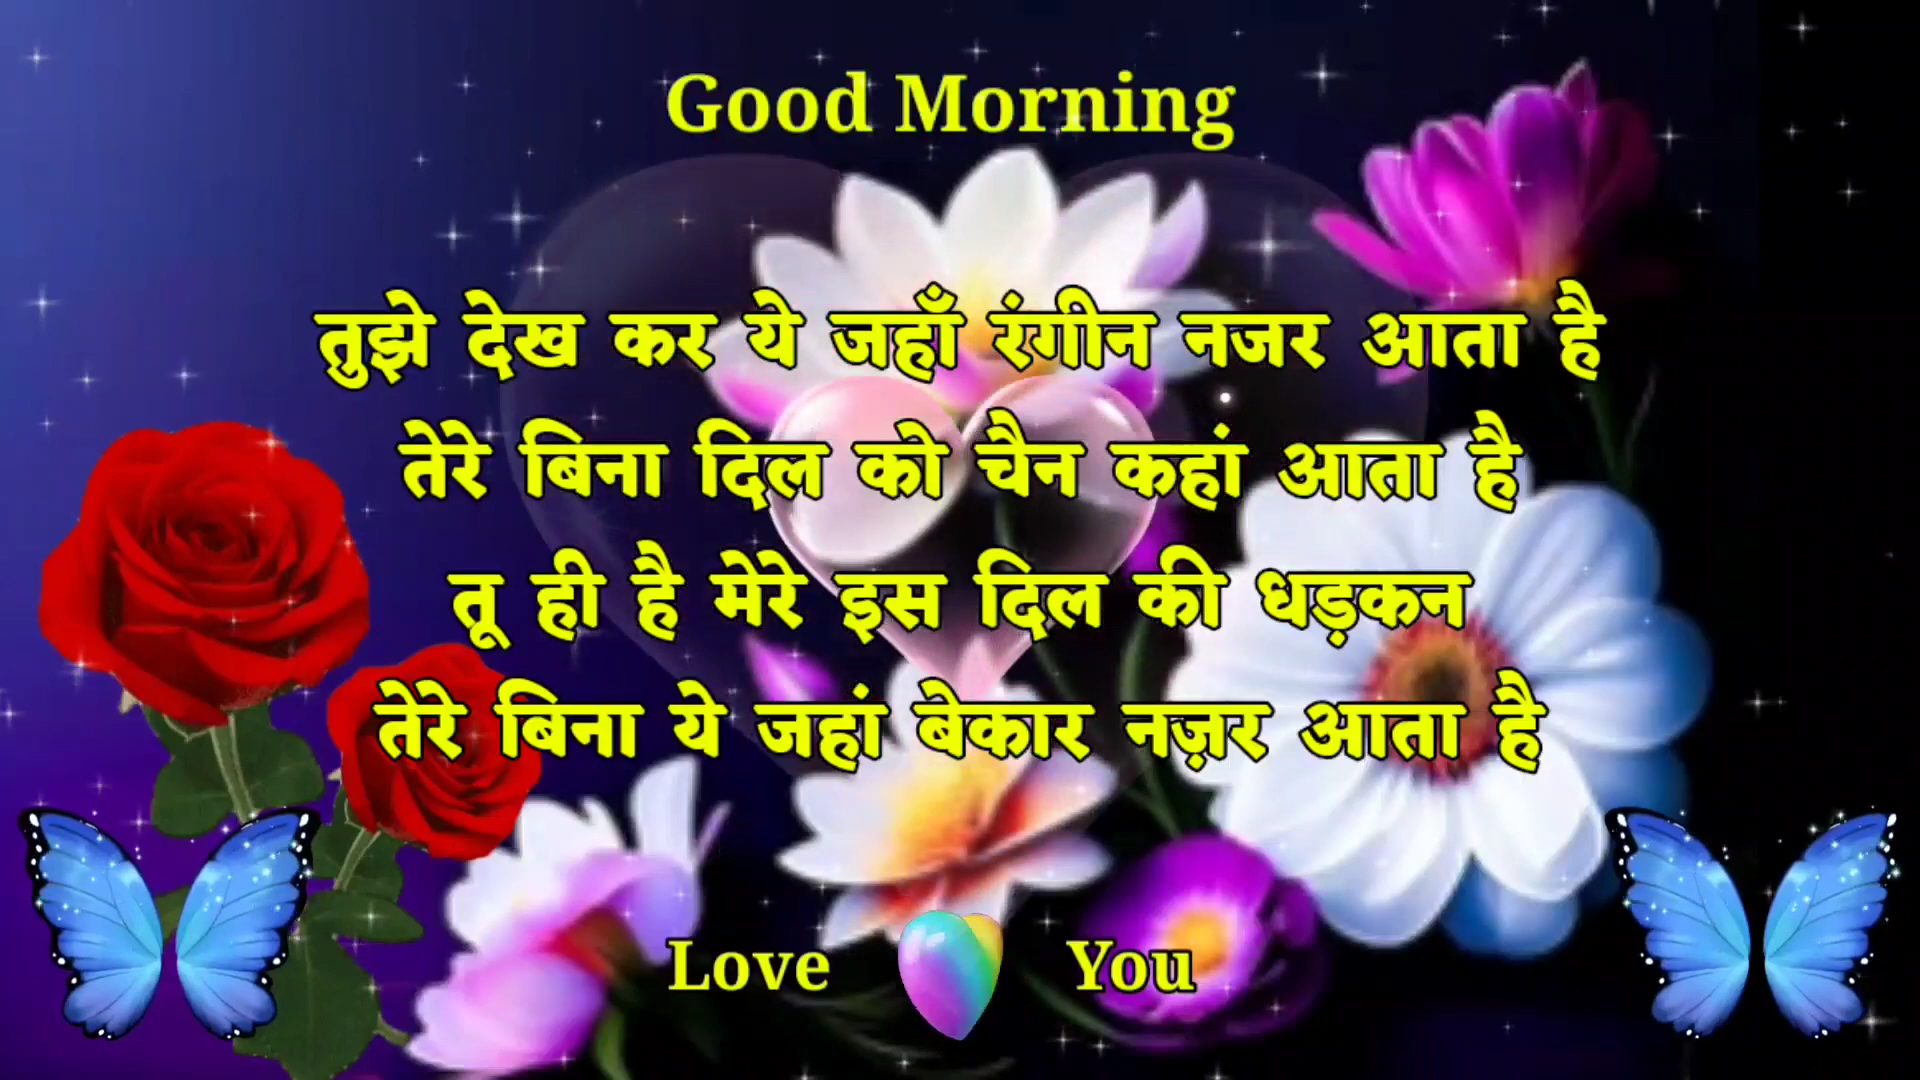 Good Morning
तुझे देख कर ये जहाँ रंगीन नजर आता है
तेरे बिना दिल को चैन कहां आता है
तू ही है मेरे इस दिल की धड़कन
तेरे बिना ये जहां बेकार नज़र आता है
Love You